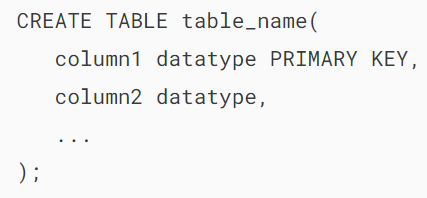 CREATE TABLE table_name(
   column1 datatype PRIMARY KEY,
   column2 datatype,
   ...
);